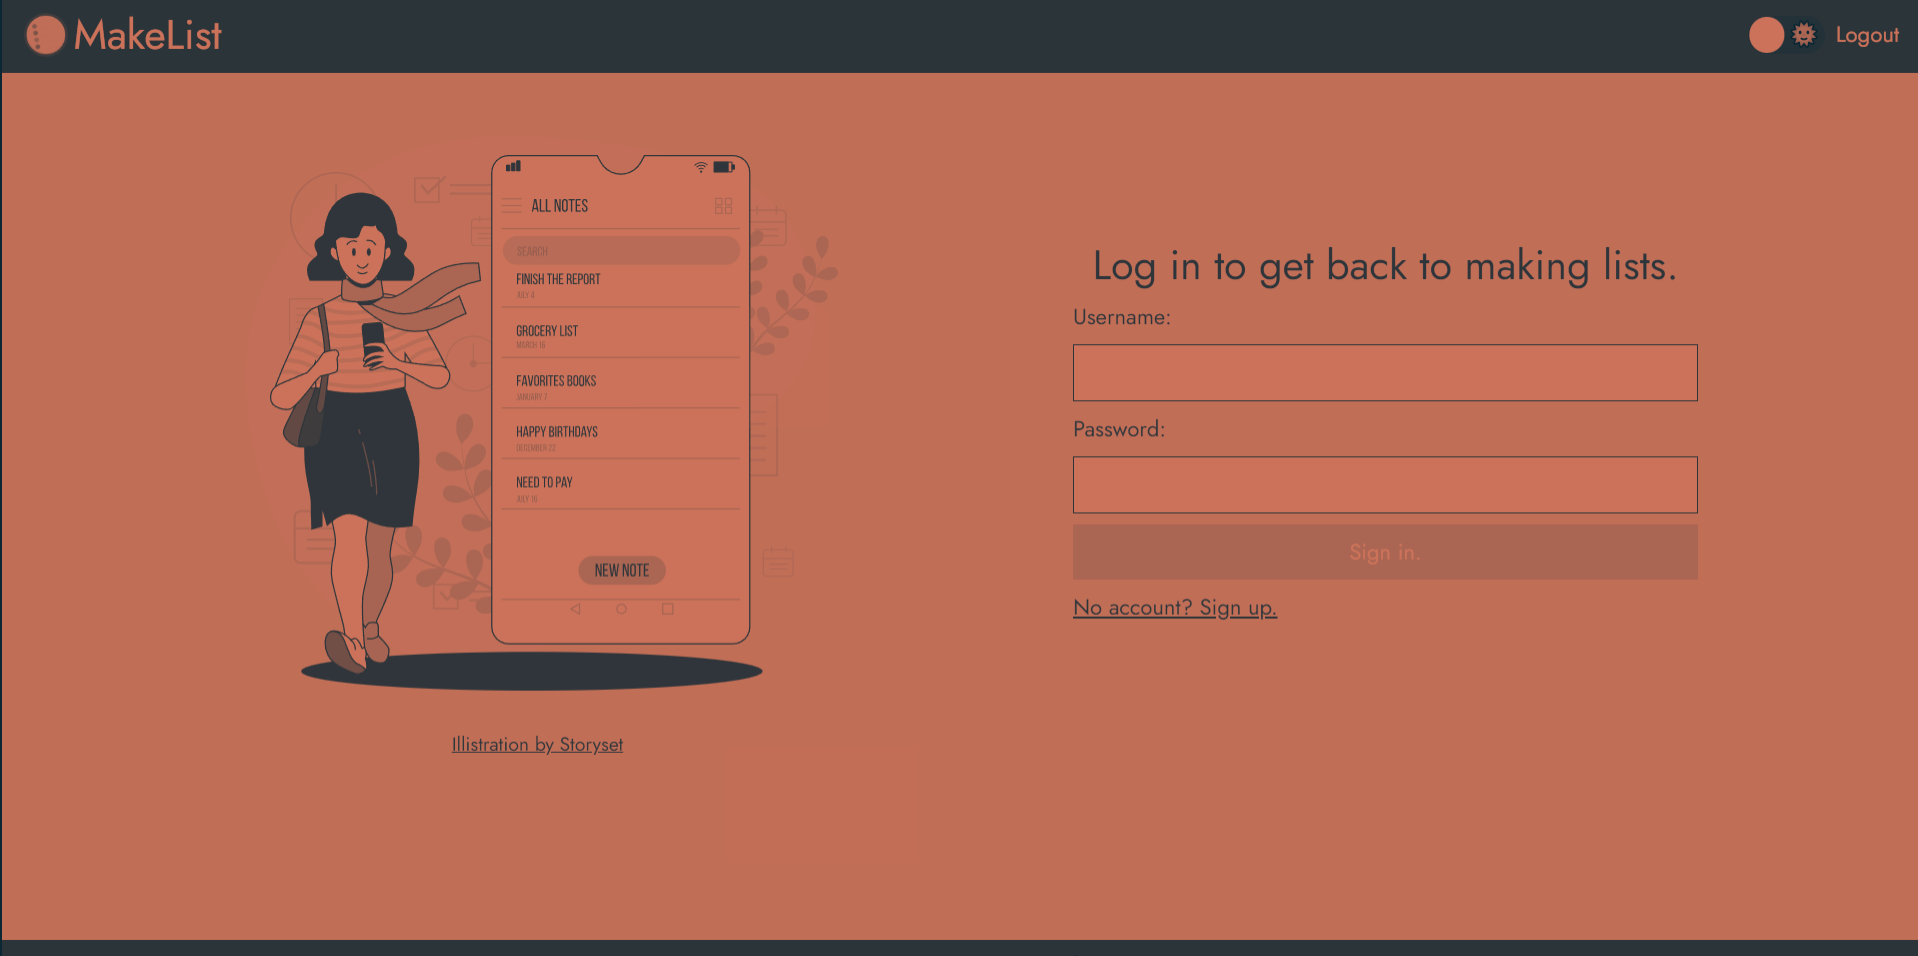 MakeList
Logout
ALL NOTES
SEARCH
FINISH THE REPORT
JULY 4
GROCERY LIST
MARCH 16
FAVORITES BOOKS
JANUARY 7
HAPPY BIRTHDAYS
DECEMBER 22
NEED TO PAY
JULY 16
NEW NOTE
Illistration by Storyset
Log in to get back to making lists.
Username:
Password:
Sign in.
No account? Sign up.